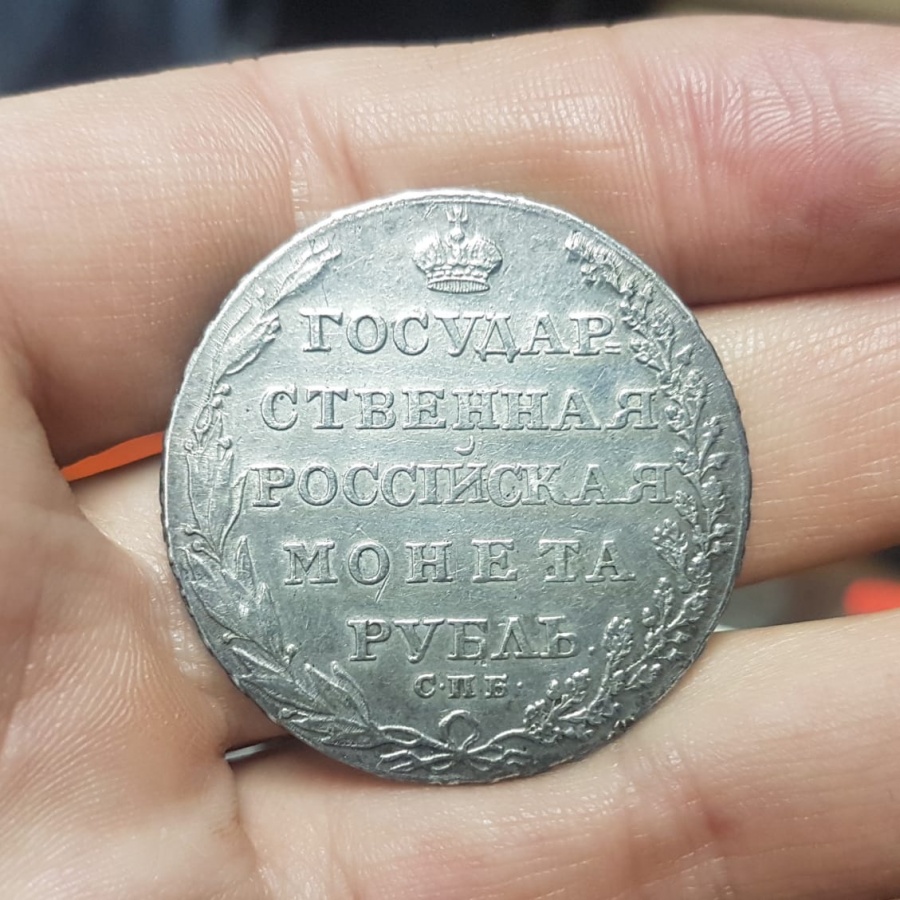 ГОСУДАР-
СТВЕННАЯ
РОССІЙСКАЯ
МОНЕТА
РУБЛЬ.
С·П·Б·